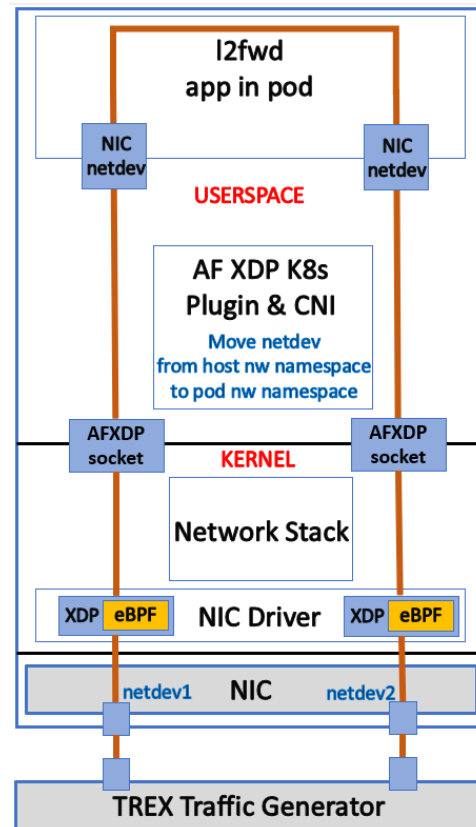 l2fwd
app in pod
NIC
netdev
NIC
netdev
USERSPACE
AF XDP K8s
Plugin & CNI
Move netdev
from host nw namespace
to pod nw namespace
AFXDP
socket
AFXDP
socket
KERNEL
Network Stack
XDP eBPF
NIC Driver
XDP eBPF
netdev1
NIC
netdev2
TREX Traffic Generator